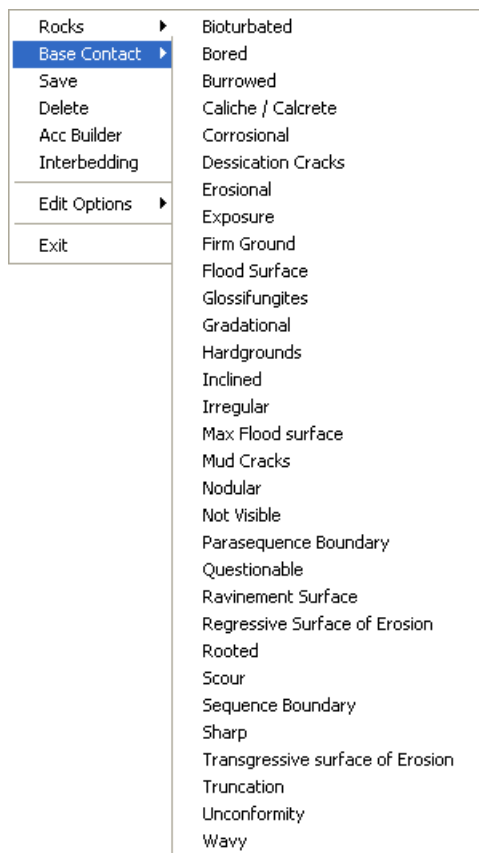 Rocks
Base Contact
Save
Delete
Acc Builder
Interbedding
Edit Options
Exit
Bioturbated
Bored
Burrowed
Caliche / Calcrete
Corrosional
Dessication Cracks
Erosional
Exposure
Firm Ground
Flood Surface
Glossifungites
Gradational
Hardgrounds
Inclined
Irregular
Max Flood surface
Mud Cracks
Nodular
Not Visible
Parasequence Boundary
Questionable
Ravinement Surface
Regressive Surface of Erosion
Rooted
Scour
Sequence Boundary
Sharp
Transgressive surface of Erosion
Truncation
Unconformity
Wavy